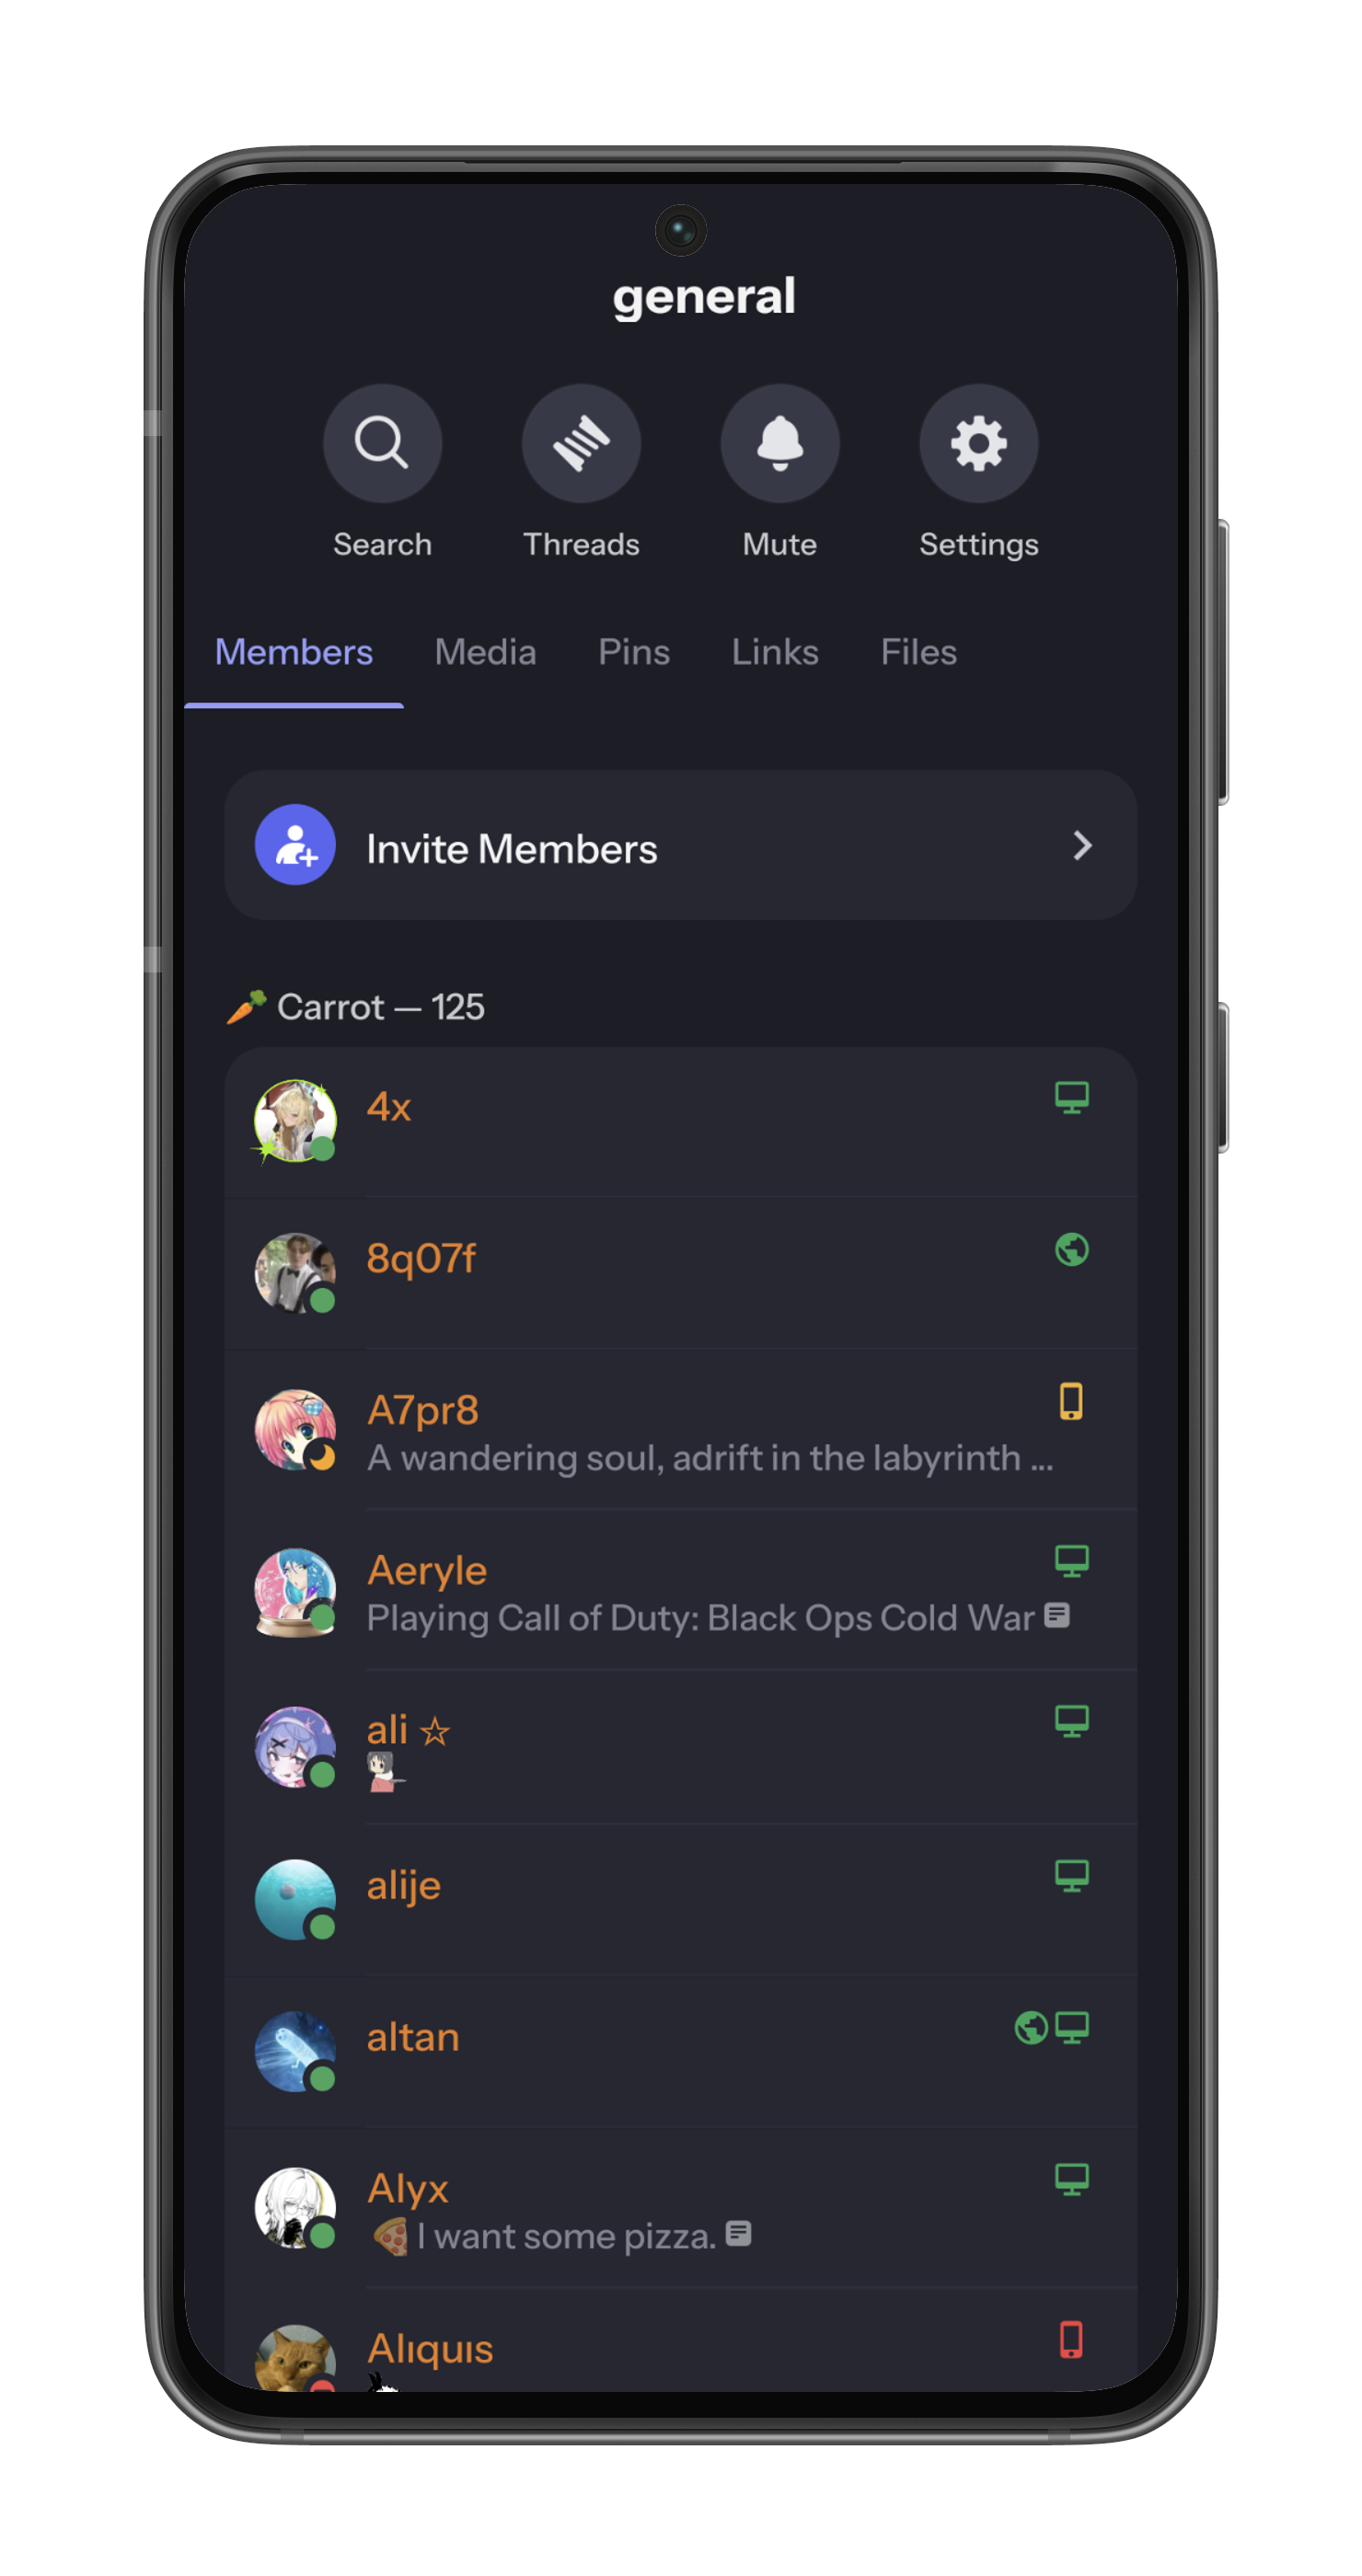 general
Search Threads Mute Settings
Members Media Pins Links Files
Invite Members
🥕 Carrot — 125
4x
8q07f
A7pr8
A wandering soul, adrift in the labyrinth ...
Aeryle
Playing Call of Duty: Black Ops Cold War
ali ☆
alije
altan
Alyx
🍕 I want some pizza.
Alıquıs